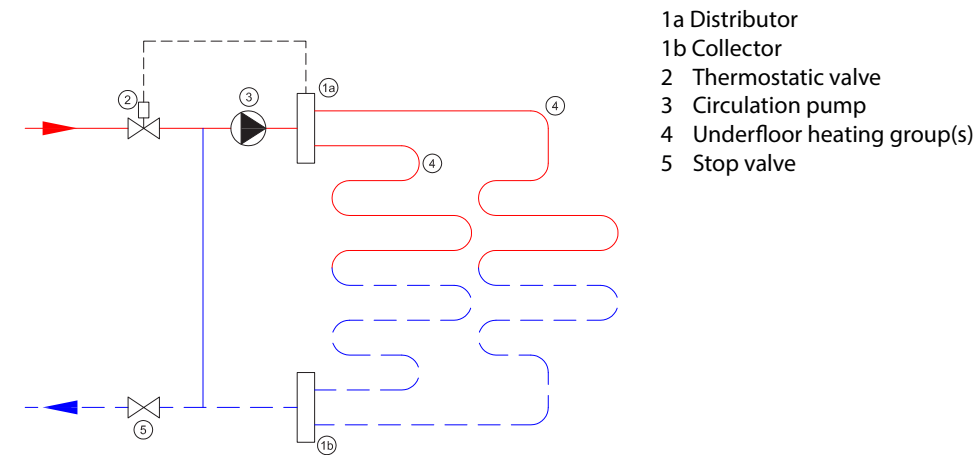 1a Distributor
1b Collector
2 Thermostatic valve
3 Circulation pump
4 Underfloor heating group(s)
5 Stop valve
1a
2
3
4
4
5
1b